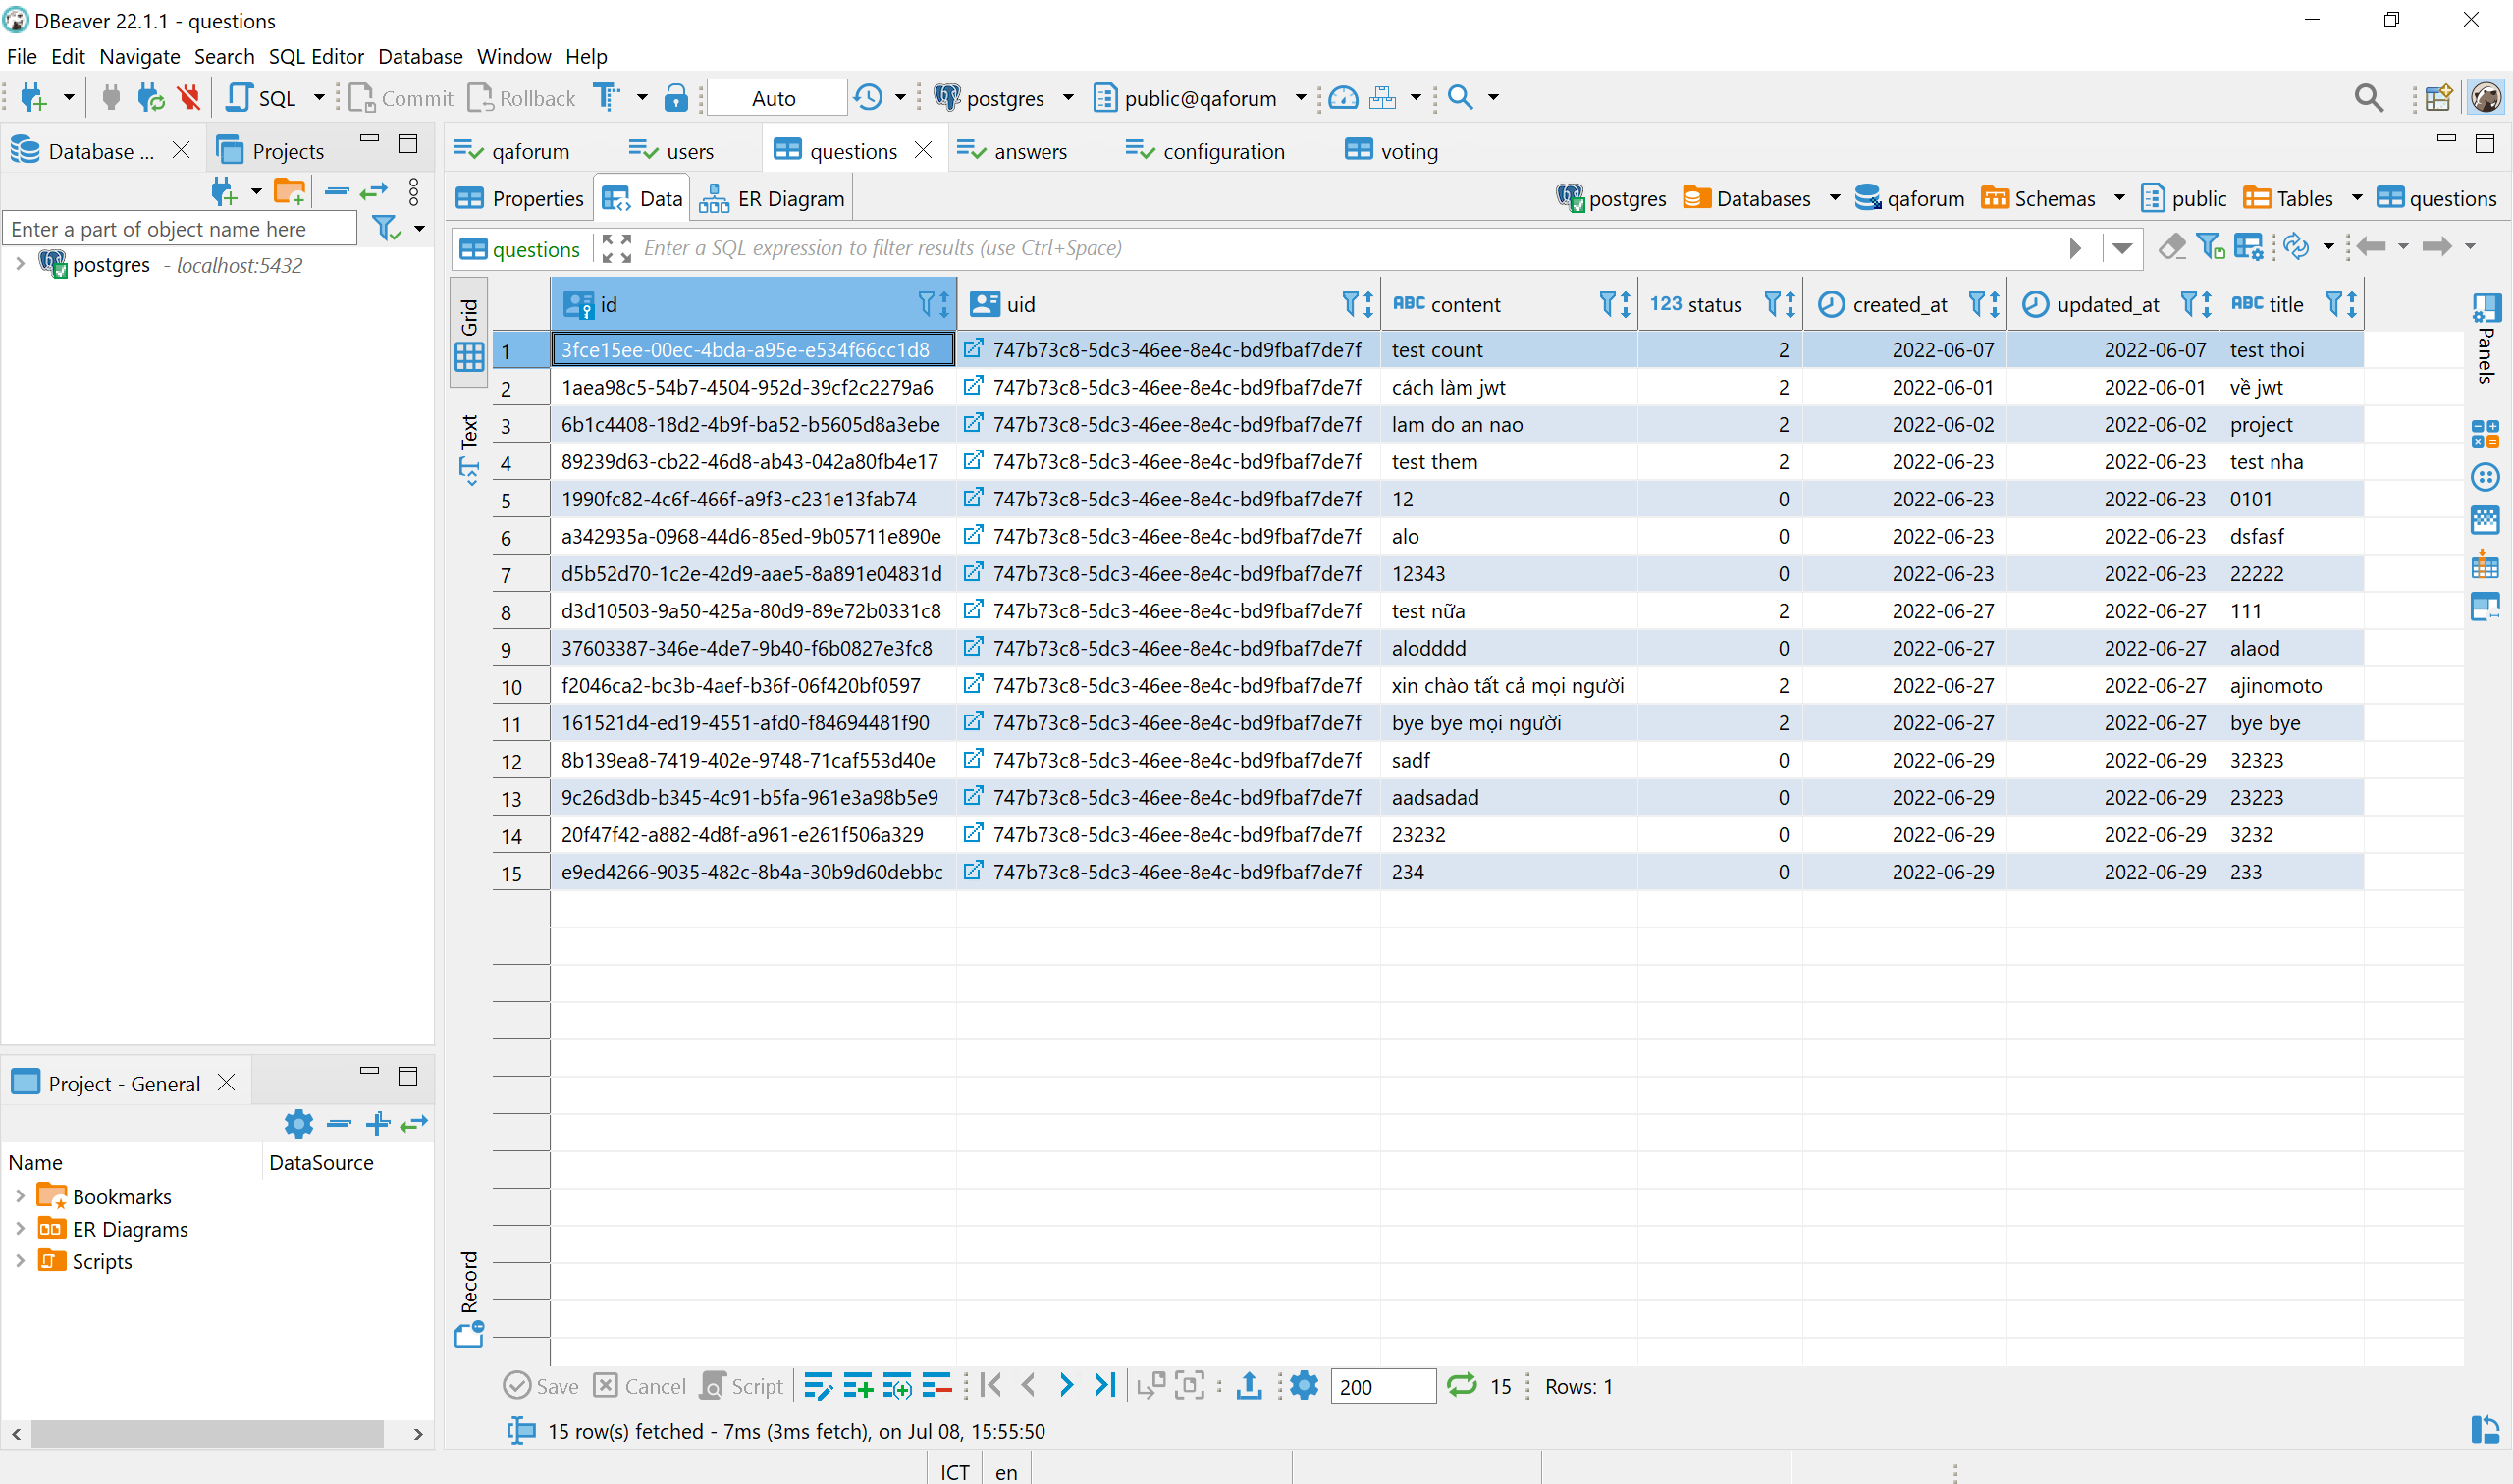 DBeaver 22.1.1 - questions
File Edit Navigate Search SQL Editor Database Window Help
SQL Commit Rollback Auto postgres public@qaforum
Database ... Projects
Enter a part of object name here
postgres - localhost:5432
qaforum users questions answers configuration voting
Properties Data ER Diagram postgres Databases qaforum Schemas public Tables questions
questions Enter a SQL expression to filter results (use Ctrl+Space)
Grid
Text
Record
Panels
id uid ABC content 123 status created_at updated_at ABC title
1 3fce15ee-00ec-4bda-a95e-e534f66cc1d8 747b73c8-5dc3-46ee-8e4c-bd9fbaf7de7f test count 2 2022-06-07 2022-06-07 test thoi
2 1aea98c5-54b7-4504-952d-39cf2c2279a6 747b73c8-5dc3-46ee-8e4c-bd9fbaf7de7f cách làm jwt 2 2022-06-01 2022-06-01 về jwt
3 6b1c4408-18d2-4b9f-ba52-b5605d8a3ebe 747b73c8-5dc3-46ee-8e4c-bd9fbaf7de7f lam do an nao 2 2022-06-02 2022-06-02 project
4 89239d63-cb22-46d8-ab43-042a80fb4e17 747b73c8-5dc3-46ee-8e4c-bd9fbaf7de7f test them 2 2022-06-23 2022-06-23 test nha
5 1990fc82-4c6f-466f-a9f3-c231e13fab74 747b73c8-5dc3-46ee-8e4c-bd9fbaf7de7f 12 0 2022-06-23 2022-06-23 0101
6 a342935a-0968-44d6-85ed-9b05711e890e 747b73c8-5dc3-46ee-8e4c-bd9fbaf7de7f alo 0 2022-06-23 2022-06-23 dsfasf
7 d5b52d70-1c2e-42d9-aae5-8a891e04831d 747b73c8-5dc3-46ee-8e4c-bd9fbaf7de7f 12343 0 2022-06-23 2022-06-23 22222
8 d3d10503-9a50-425a-80d9-89e72b0331c8 747b73c8-5dc3-46ee-8e4c-bd9fbaf7de7f test nữa 2 2022-06-27 2022-06-27 111
9 37603387-346e-4de7-9b40-f6b0827e3fc8 747b73c8-5dc3-46ee-8e4c-bd9fbaf7de7f alodddd 0 2022-06-27 2022-06-27 alaod
10 f2046ca2-bc3b-4aef-b36f-06f420bf0597 747b73c8-5dc3-46ee-8e4c-bd9fbaf7de7f xin chào tất cả mọi người 2 2022-06-27 2022-06-27 ajinomoto
11 161521d4-ed19-4551-afd0-f84694481f90 747b73c8-5dc3-46ee-8e4c-bd9fbaf7de7f bye bye mọi người 2 2022-06-27 2022-06-27 bye bye
12 8b139ea8-7419-402e-9748-71caf553d40e 747b73c8-5dc3-46ee-8e4c-bd9fbaf7de7f sadf 0 2022-06-29 2022-06-29 32323
13 9c26d3db-b345-4c91-b5fa-961e3a98b5e9 747b73c8-5dc3-46ee-8e4c-bd9fbaf7de7f aadsadad 0 2022-06-29 2022-06-29 23223
14 20f47f42-a882-4d8f-a961-e261f506a329 747b73c8-5dc3-46ee-8e4c-bd9fbaf7de7f 23232 0 2022-06-29 2022-06-29 3232
15 e9ed4266-9035-482c-8b4a-30b9d60debbc 747b73c8-5dc3-46ee-8e4c-bd9fbaf7de7f 234 0 2022-06-29 2022-06-29 233
Project - General
Name DataSource
Bookmarks
ER Diagrams
Scripts
Save Cancel Script 200 15 Rows: 1
15 row(s) fetched - 7ms (3ms fetch), on Jul 08, 15:55:50
ICT en